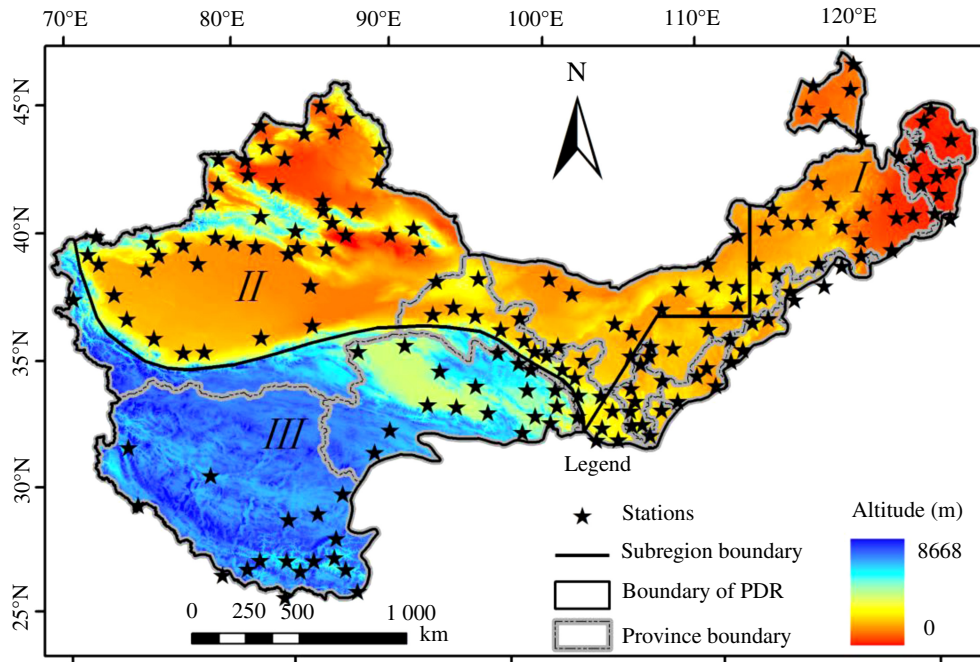 70°E 80°E 90°E 100°E 110°E 120°E
N
45°N
40°N
35°N
30°N
25°N
I
II
III
Legend
Stations
Subregion boundary
Boundary of PDR
Province boundary
Altitude (m)
8668
0
0 250 500 1 000
km